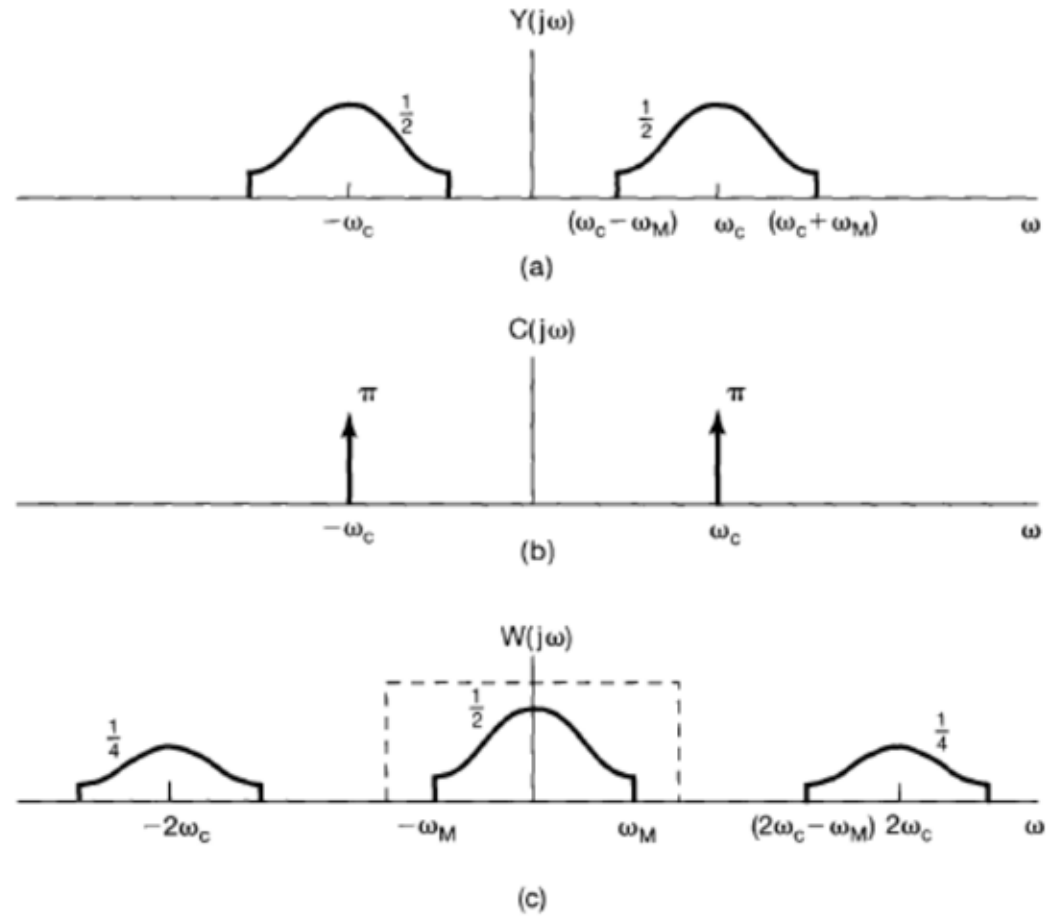 Y(jω)
1/2 1/2
−ω_c (ω_c − ω_M) ω_c (ω_c + ω_M) ω
(a)
C(jω)
π π
−ω_c ω_c ω
(b)
W(jω)
1/4 1/2 1/4
−2ω_c −ω_M ω_M (2ω_c − ω_M) 2ω_c ω
(c)